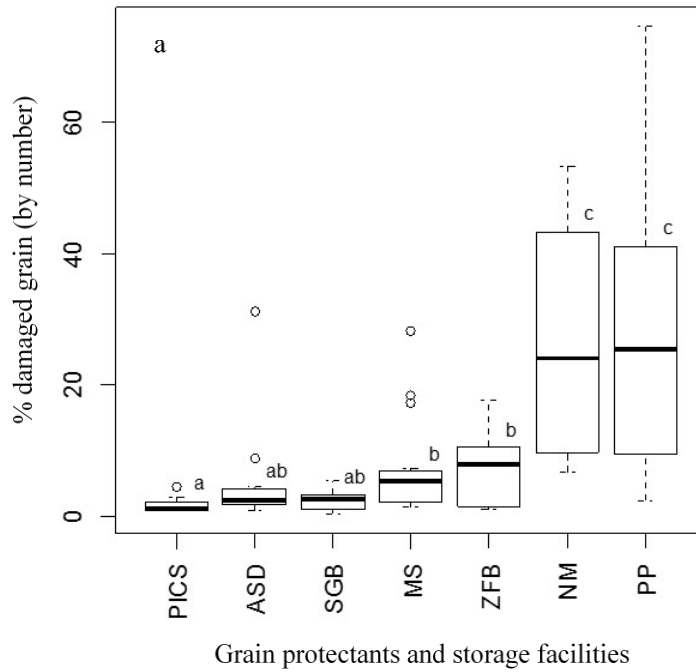 a
% damaged grain (by number)
60
40
20
0
a
ab
ab
b
b
c
c
PICS
ASD
SGB
MS
ZFB
NM
PP
Grain protectants and storage facilities